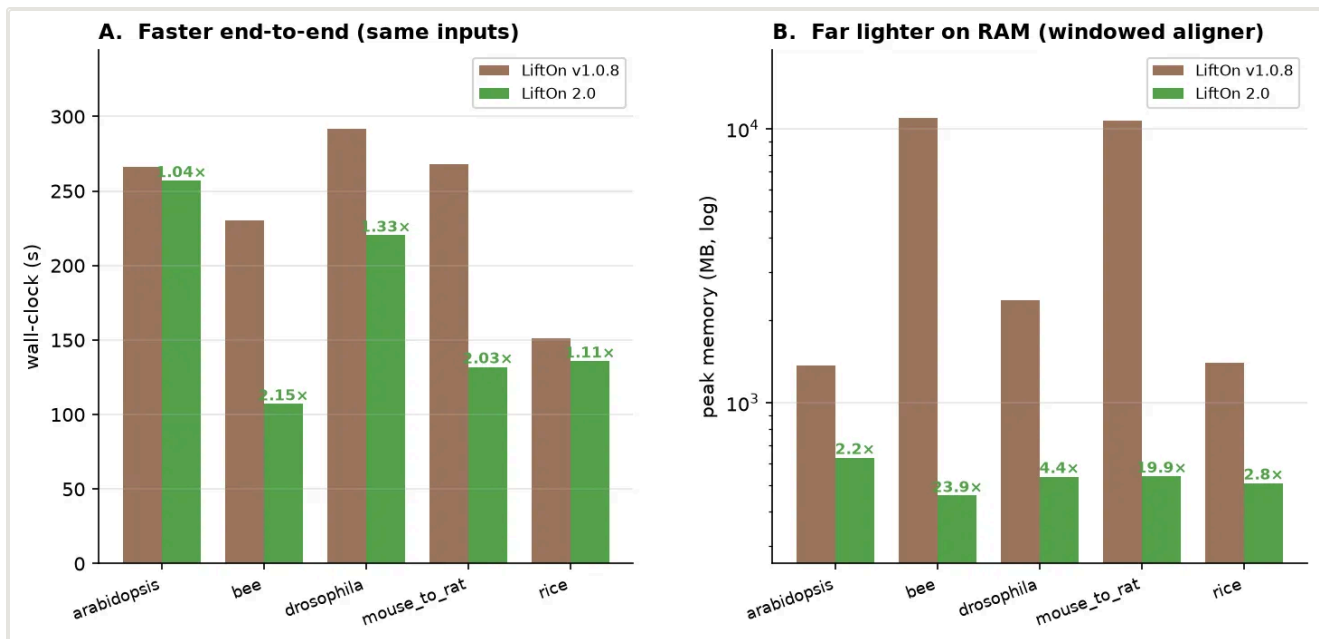 A.  Faster end-to-end (same inputs)
LiftOn v1.0.8
LiftOn 2.0
wall-clock (s)
300
250
200
150
100
50
0
1.04×
2.15×
1.33×
2.03×
1.11×
arabidopsis
bee
drosophila
mouse_to_rat
rice
B.  Far lighter on RAM (windowed aligner)
LiftOn v1.0.8
LiftOn 2.0
peak memory (MB, log)
10⁴
10³
2.2×
23.9×
4.4×
19.9×
2.8×
arabidopsis
bee
drosophila
mouse_to_rat
rice